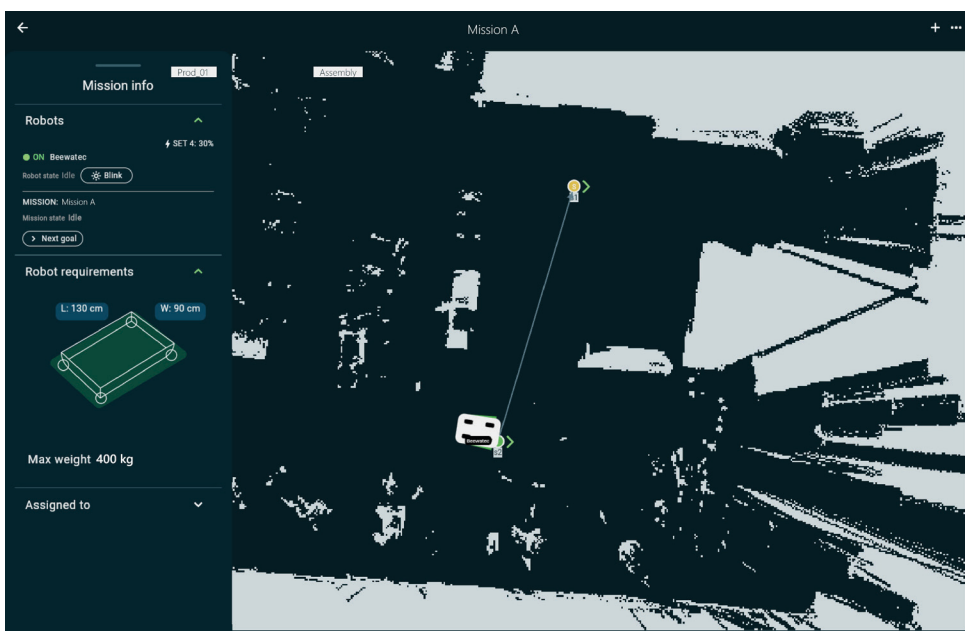 Mission A
Prod_01
Assembly
Mission info
Robots
SET 4: 30%
ON Beewatec
Robot state Idle
Blink
MISSION: Mission A
Mission state Idle
Next goal
Robot requirements
L: 130 cm
W: 90 cm
Beewatec
Max weight 400 kg
Assigned to